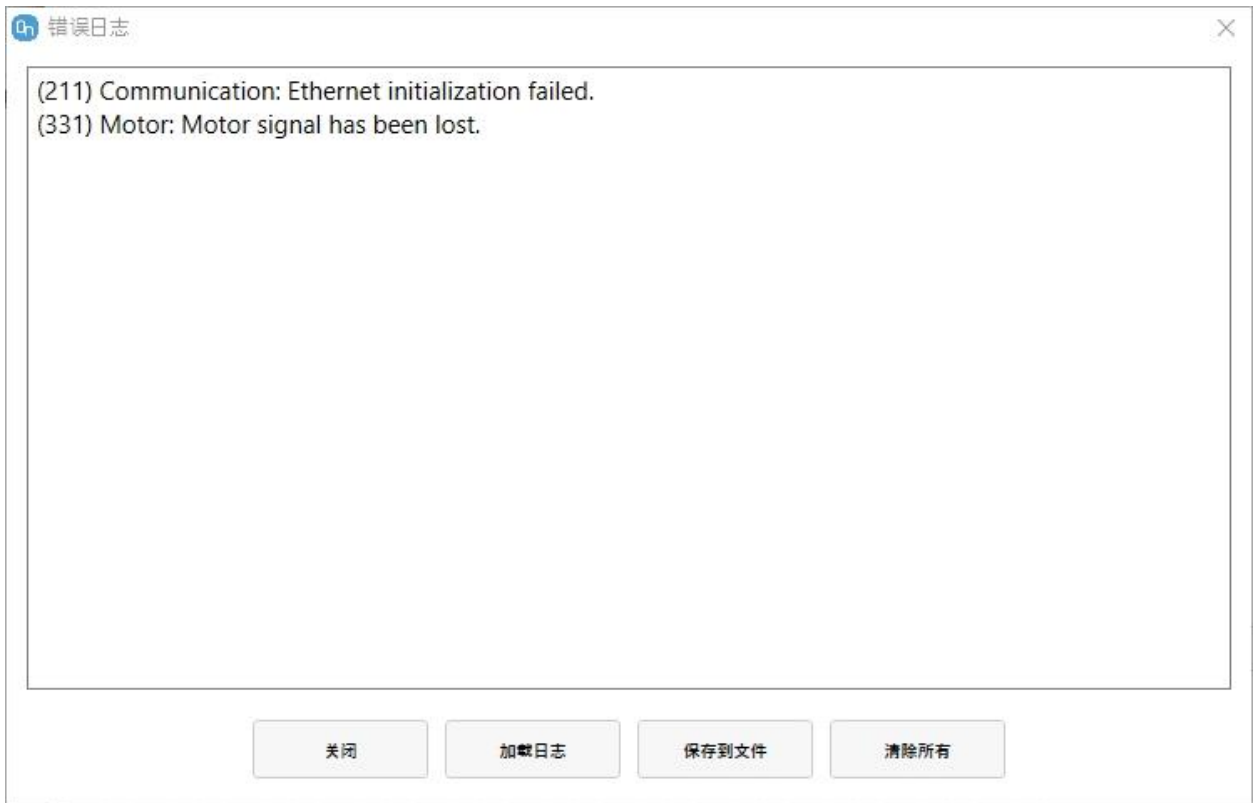 错误日志
(211) Communication: Ethernet initialization failed.
(331) Motor: Motor signal has been lost.
关闭
加载日志
保存到文件
清除所有